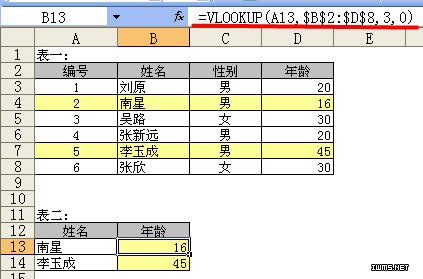 B13 fx =VLOOKUP(A13,$B$2:$D$8,3,0)
A B C D E
1 表一:
2 编号 姓名 性别 年龄
3 1 刘原 男 20
4 2 南星 男 16
5 3 吴路 女 30
6 4 张新远 男 20
7 5 李玉成 男 45
8 6 张欣 女 30
9
10
11 表二:
12 姓名 年龄
13 南星 16
14 李玉成 45
IWMS.NET